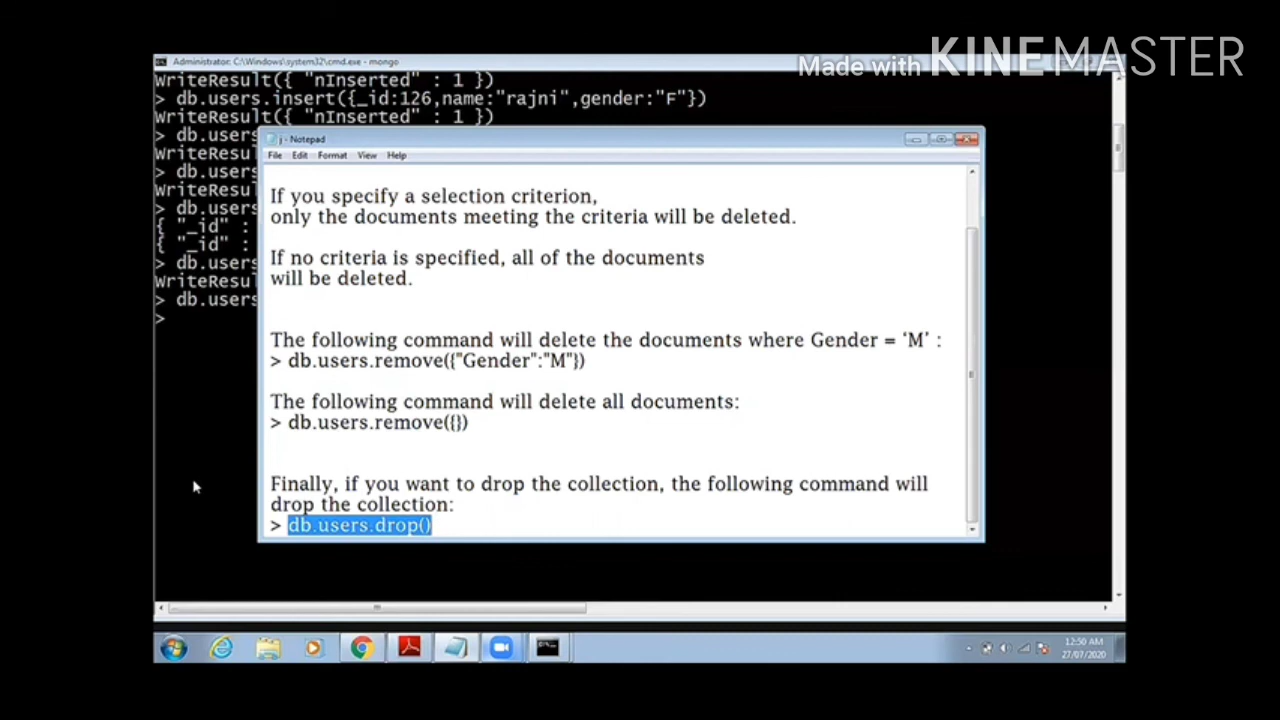 Made with KINEMASTER
Administrator: C:\Windows\system32\cmd.exe - mongo
WriteResult({ "nInserted" : 1 })
> db.users.insert({_id:126,name:"rajni",gender:"F"})
WriteResult({ "nInserted" : 1 })
> db.users
WriteResul
> db.users
WriteResul
> db.users
{ "_id" :
{ "_id" :
> db.users
WriteResul
> db.users
>
j - Notepad
File Edit Format View Help
If you specify a selection criterion,
only the documents meeting the criteria will be deleted.
If no criteria is specified, all of the documents
will be deleted.
The following command will delete the documents where Gender = ‘M’ :
> db.users.remove({"Gender":"M"})
The following command will delete all documents:
> db.users.remove({})
Finally, if you want to drop the collection, the following command will
drop the collection:
> db.users.drop()
12:50 AM
27/07/2020